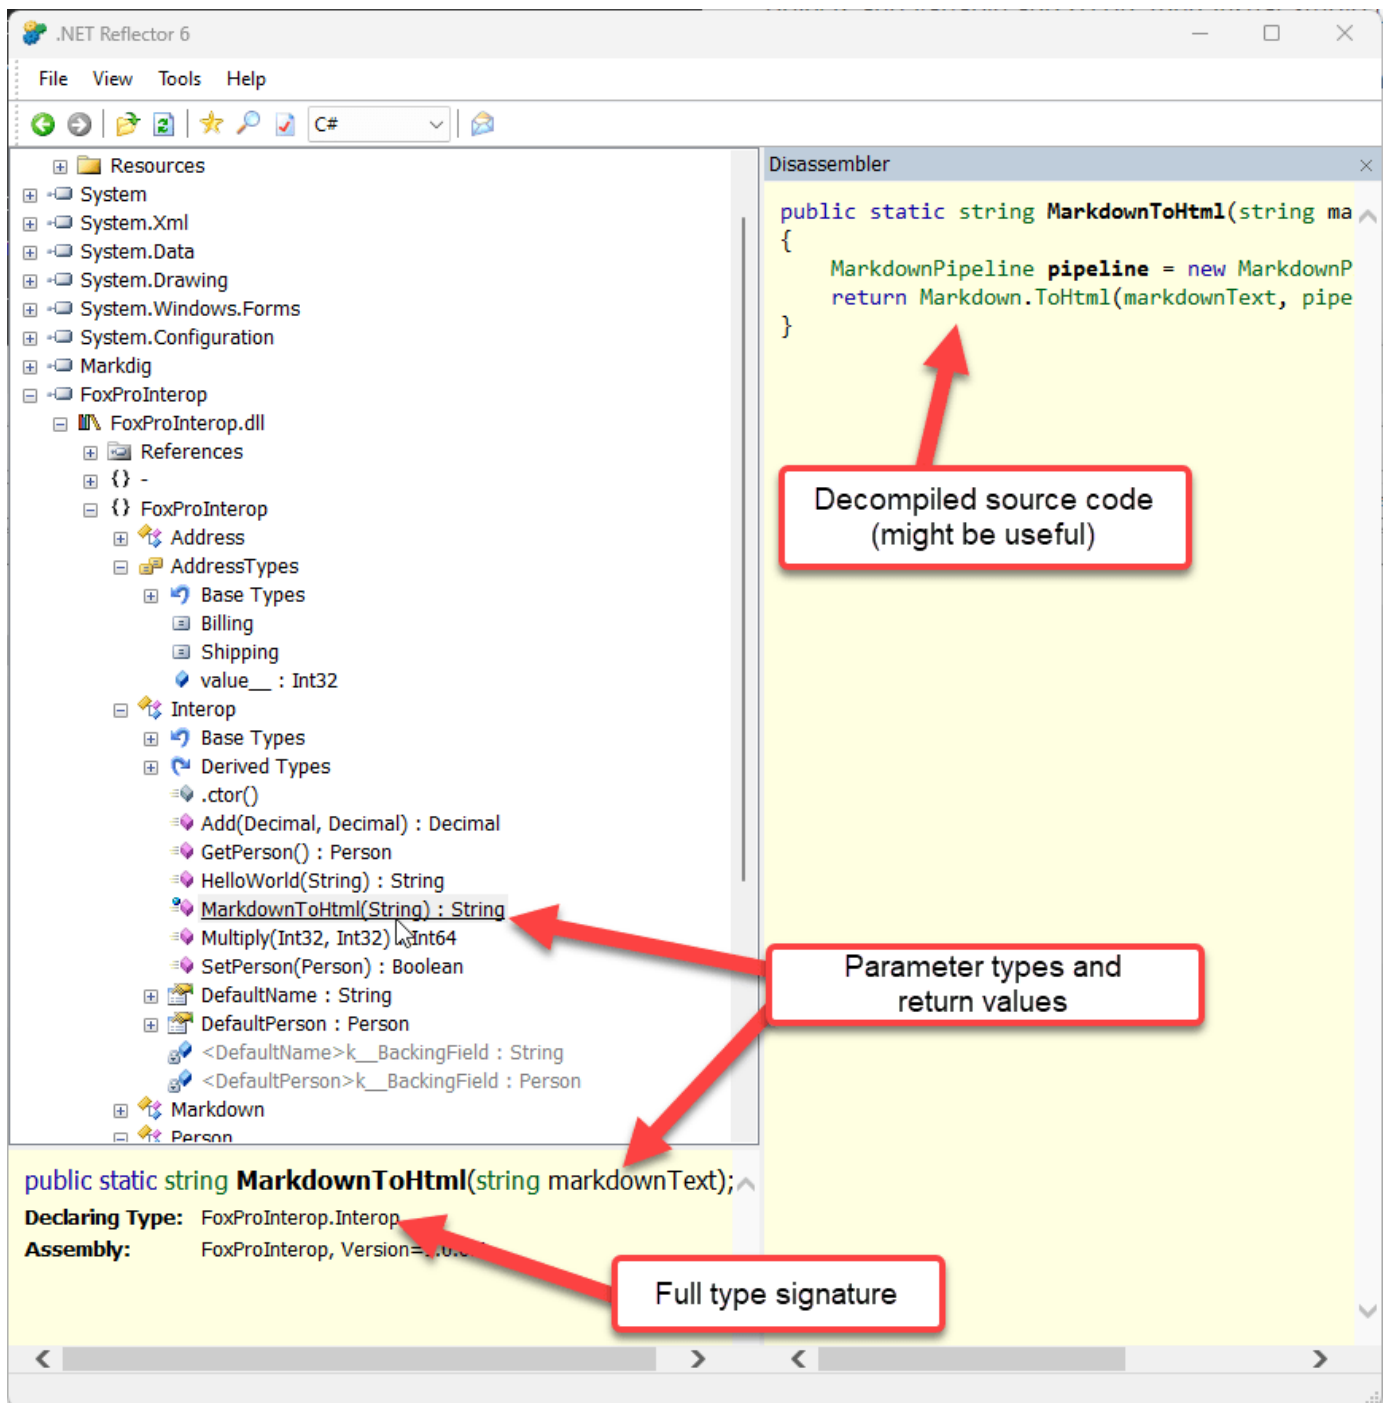 .NET Reflector 6
File View Tools Help
C#
Resources
System
System.Xml
System.Data
System.Drawing
System.Windows.Forms
System.Configuration
Markdig
FoxProInterop
FoxProInterop.dll
References
{} -
{} FoxProInterop
Address
AddressTypes
Base Types
Billing
Shipping
value__ : Int32
Interop
Base Types
Derived Types
.ctor()
Add(Decimal, Decimal) : Decimal
GetPerson() : Person
HelloWorld(String) : String
MarkdownToHtml(String) : String
Multiply(Int32, Int32) Int64
SetPerson(Person) : Boolean
DefaultName : String
DefaultPerson : Person
<DefaultName>k__BackingField : String
<DefaultPerson>k__BackingField : Person
Markdown
Person
public static string MarkdownToHtml(string markdownText);
Declaring Type: FoxProInterop.Interop
Assembly: FoxProInterop, Version=
Disassembler
public static string MarkdownToHtml(string ma
{
MarkdownPipeline pipeline = new MarkdownP
return Markdown.ToHtml(markdownText, pipe
}
Decompiled source code
(might be useful)
Parameter types and
return values
Full type signature